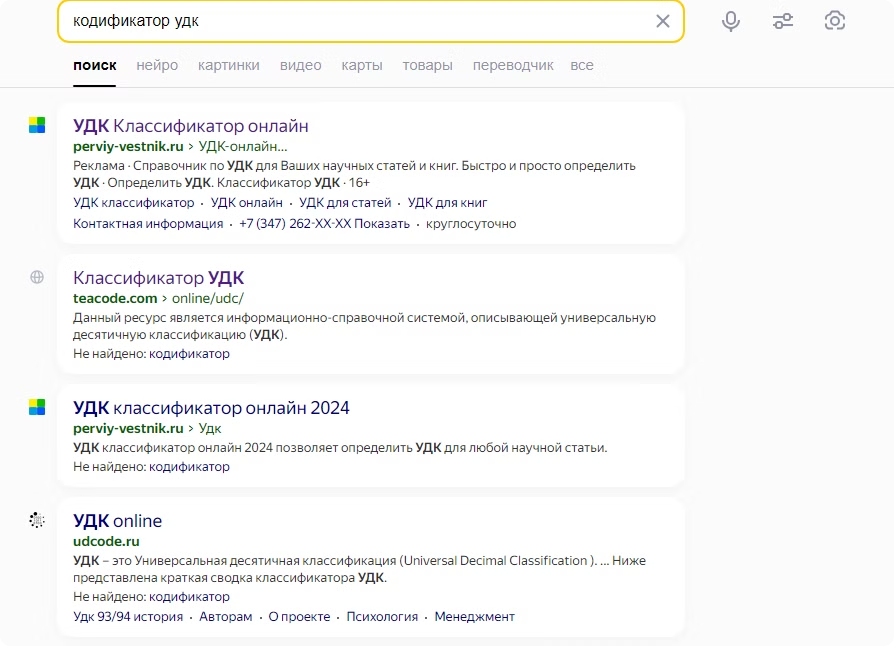 кодификатор удк
поиск нейро картинки видео карты товары переводчик все
УДК Классификатор онлайн
perviy-vestnik.ru › УДК-онлайн...
Реклама · Справочник по УДК для Ваших научных статей и книг. Быстро и просто определить
УДК · Определить УДК. Классификатор УДК · 16+
УДК классификатор · УДК онлайн · УДК для статей · УДК для книг
Контактная информация · +7 (347) 262-XX-XX Показать · круглосуточно
Классификатор УДК
teacode.com › online/udc/
Данный ресурс является информационно-справочной системой, описывающей универсальную
десятичную классификацию (УДК).
Не найдено: кодификатор
УДК классификатор онлайн 2024
perviy-vestnik.ru › Удк
УДК классификатор онлайн 2024 позволяет определить УДК для любой научной статьи.
Не найдено: кодификатор
УДК online
udcode.ru
УДК – это Универсальная десятичная классификация (Universal Decimal Classification ). ... Ниже
представлена краткая сводка классификатора УДК.
Не найдено: кодификатор
Удк 93/94 история · Авторам · О проекте · Психология · Менеджмент